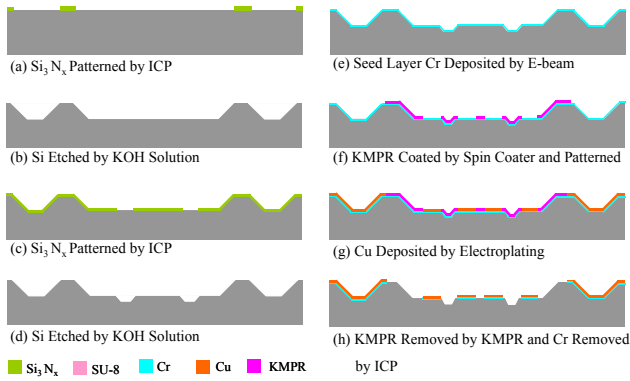 (a) Si3 Nx Patterned by ICP
(b) Si Etched by KOH Solution
(c) Si3 Nx Patterned by ICP
(d) Si Etched by KOH Solution
(e) Seed Layer Cr Deposited by E-beam
(f) KMPR Coated by Spin Coater and Patterned
(g) Cu Deposited by Electroplating
(h) KMPR Removed by KMPR and Cr Removed
by ICP
Si3 Nx SU-8 Cr Cu KMPR